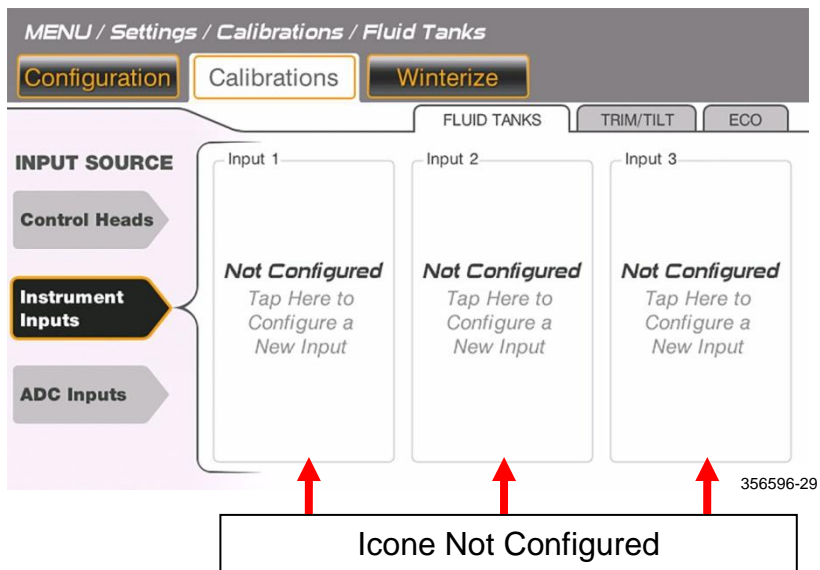 MENU / Settings / Calibrations / Fluid Tanks
Configuration
Calibrations
Winterize
FLUID TANKS
TRIM/TILT
ECO
INPUT SOURCE
Control Heads
Instrument
Inputs
ADC Inputs
Input 1
Not Configured
Tap Here to
Configure a
New Input
Input 2
Not Configured
Tap Here to
Configure a
New Input
Input 3
Not Configured
Tap Here to
Configure a
New Input
356596-29
Icone Not Configured